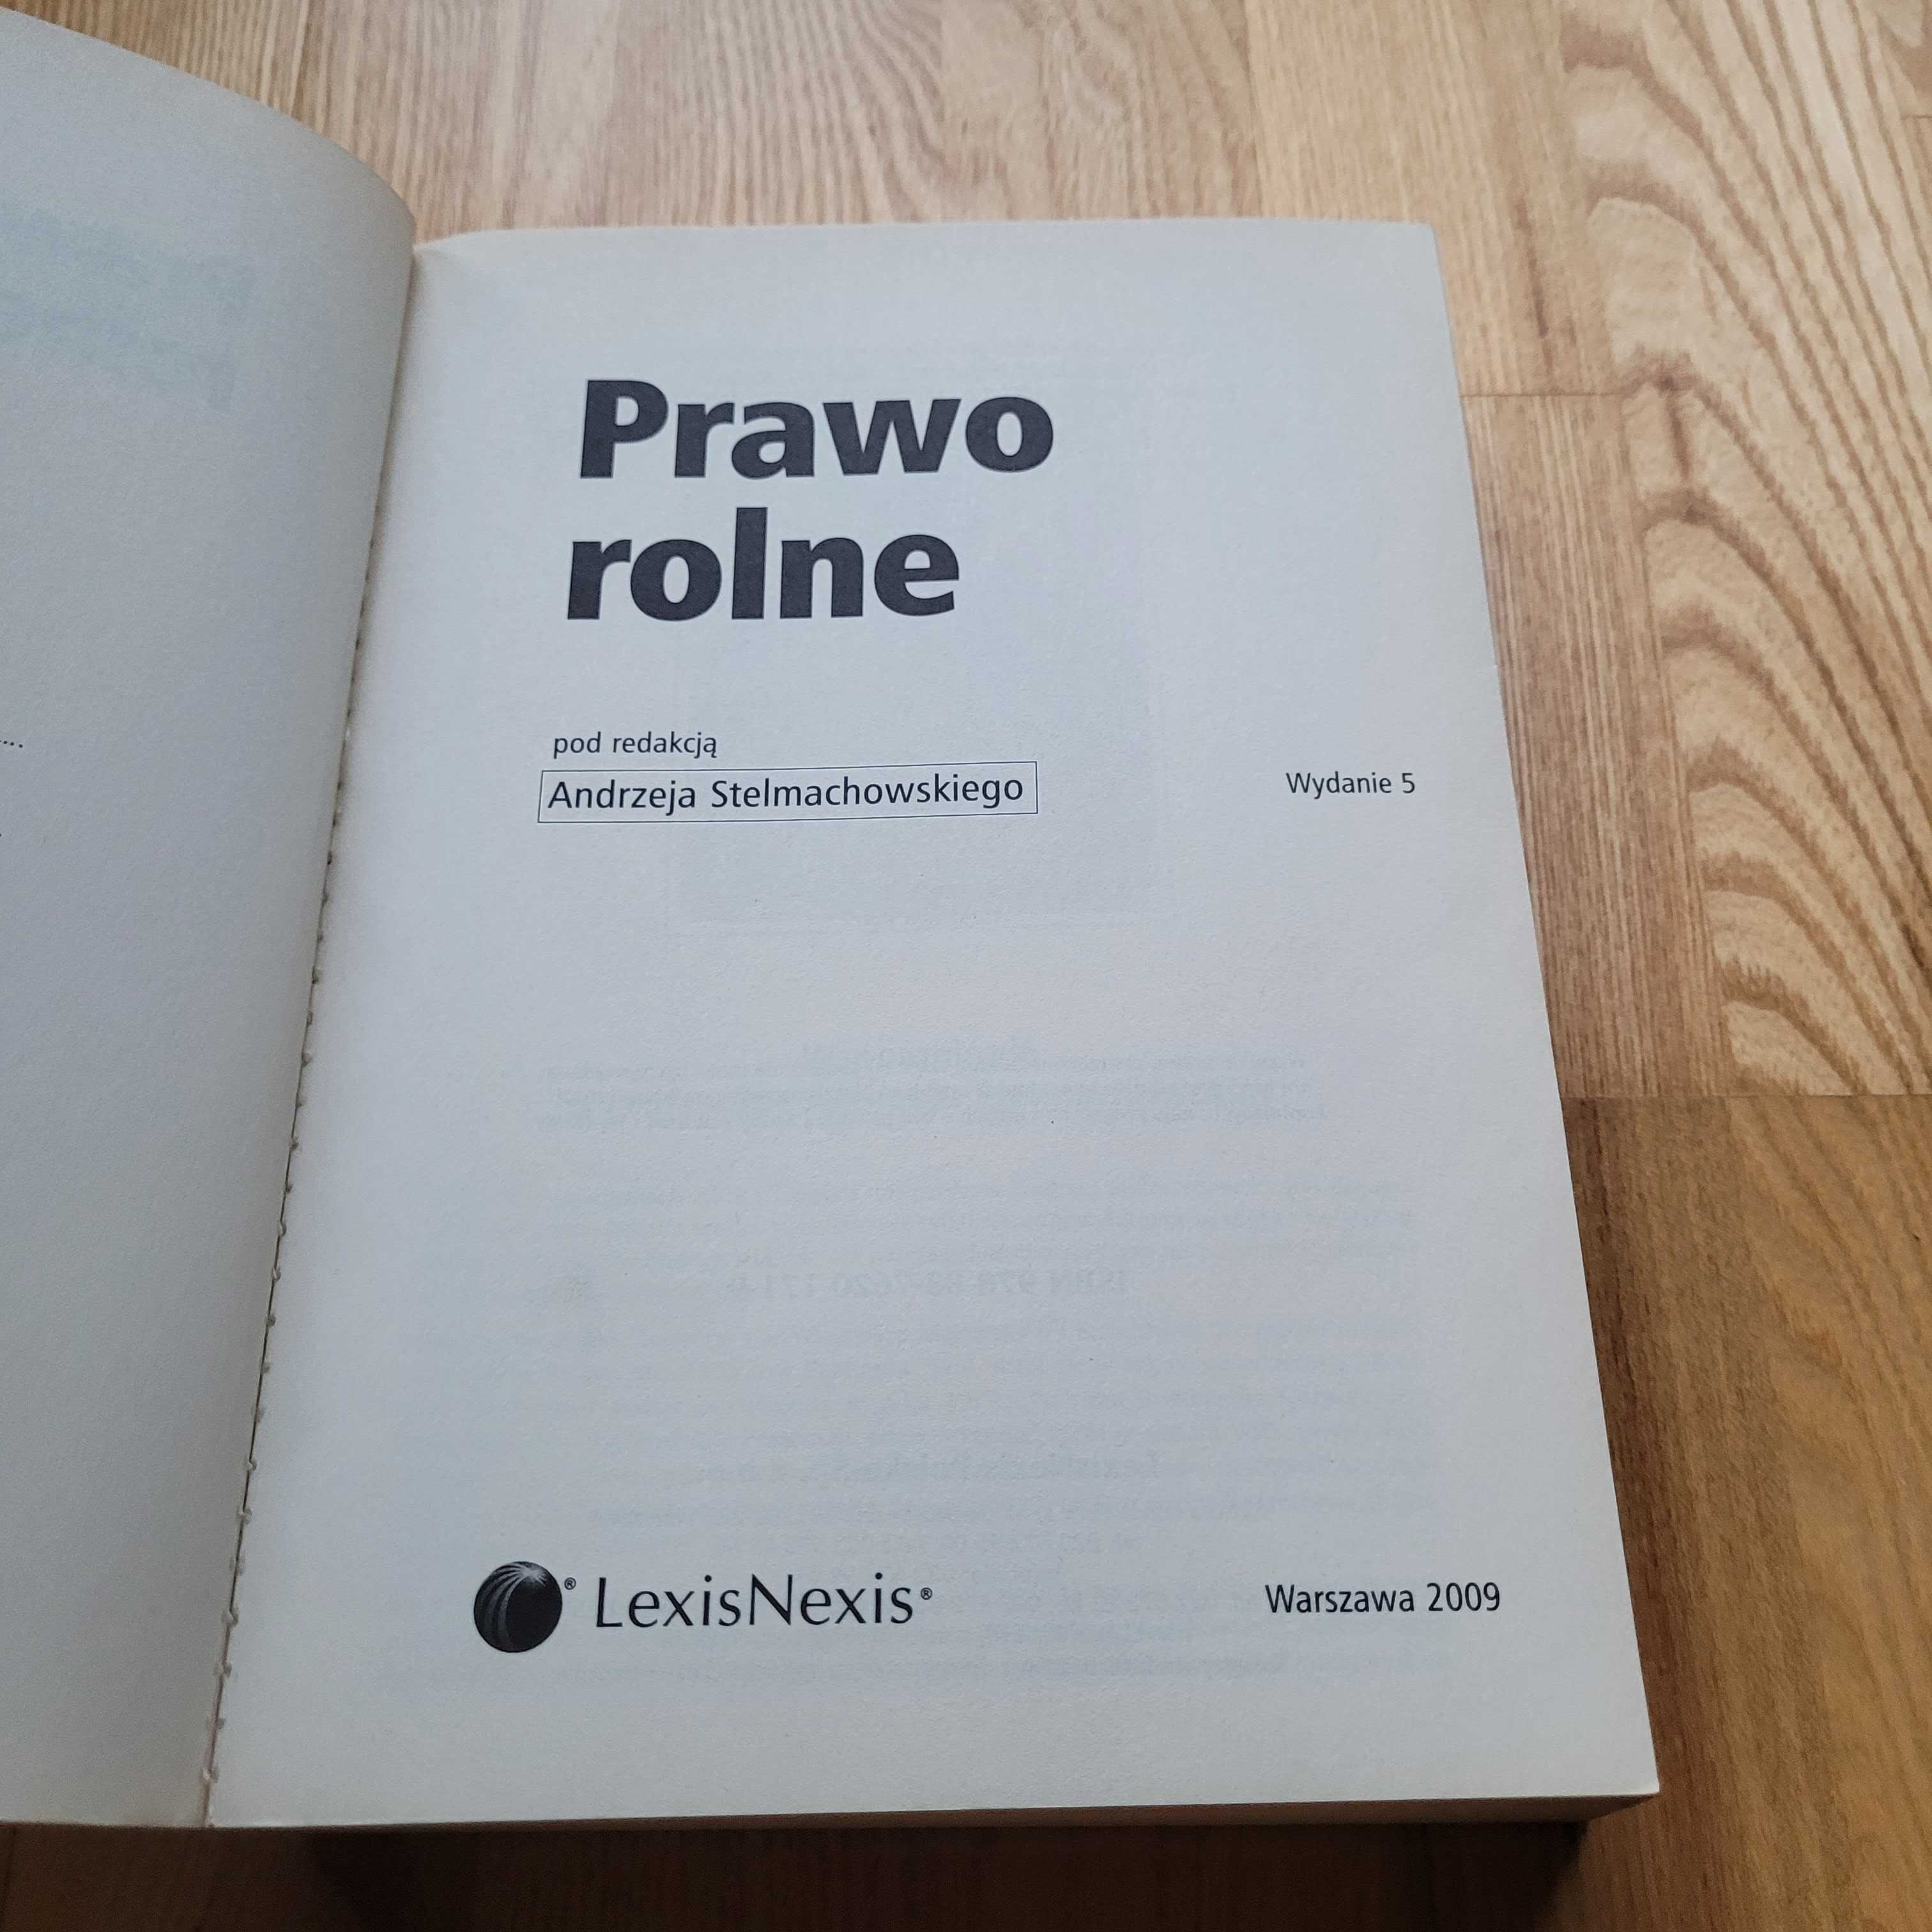 Prawo
rolne
pod redakcją
Andrzeja Stelmachowskiego
Wydanie 5
LexisNexis®
Warszawa 2009